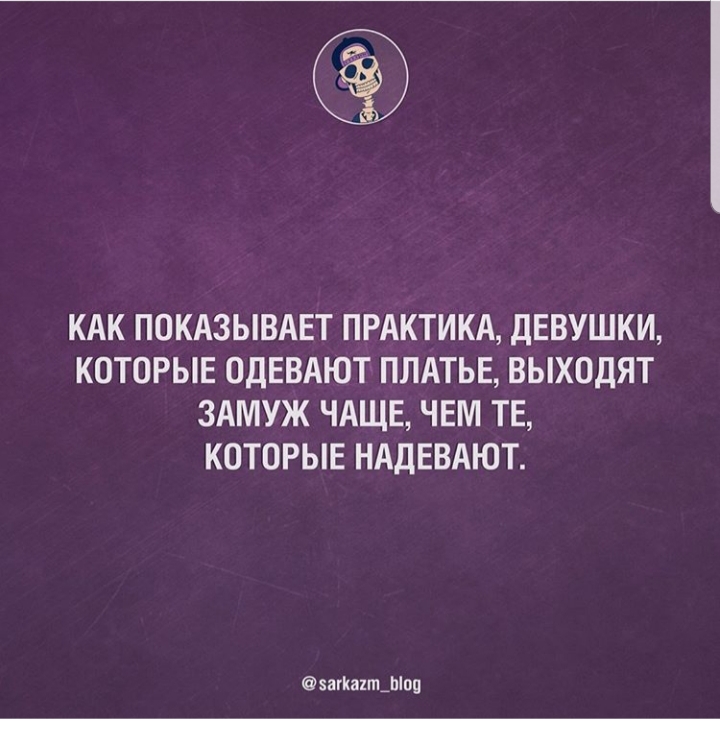 КАК ПОКАЗЫВАЕТ ПРАКТИКА, ДЕВУШКИ,
КОТОРЫЕ ОДЕВАЮТ ПЛАТЬЕ, ВЫХОДЯТ
ЗАМУЖ ЧАЩЕ, ЧЕМ ТЕ,
КОТОРЫЕ НАДЕВАЮТ.
@sarkazm_blog